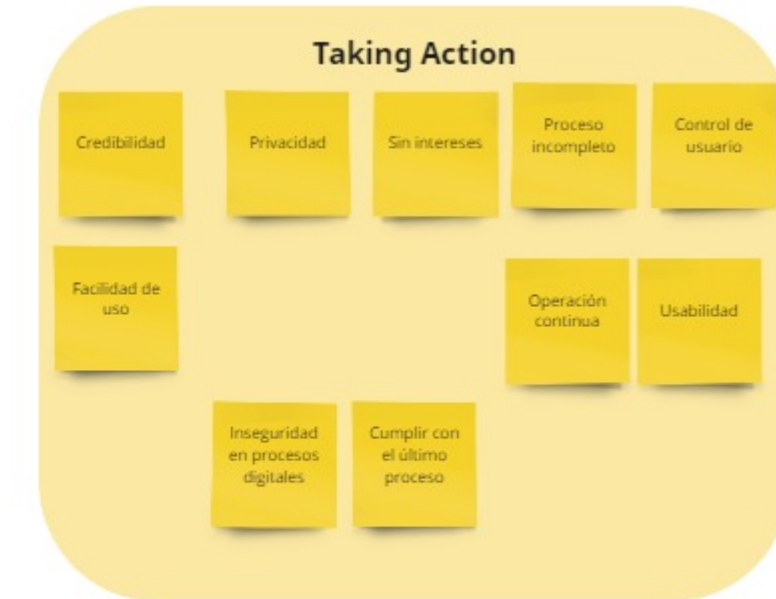 Taking Action
Credibilidad
Privacidad
Sin intereses
Proceso
incompleto
Control de
usuario
Facilidad de
uso
Operación
continua
Usabilidad
Inseguridad
en procesos
digitales
Cumplir con
el último
proceso